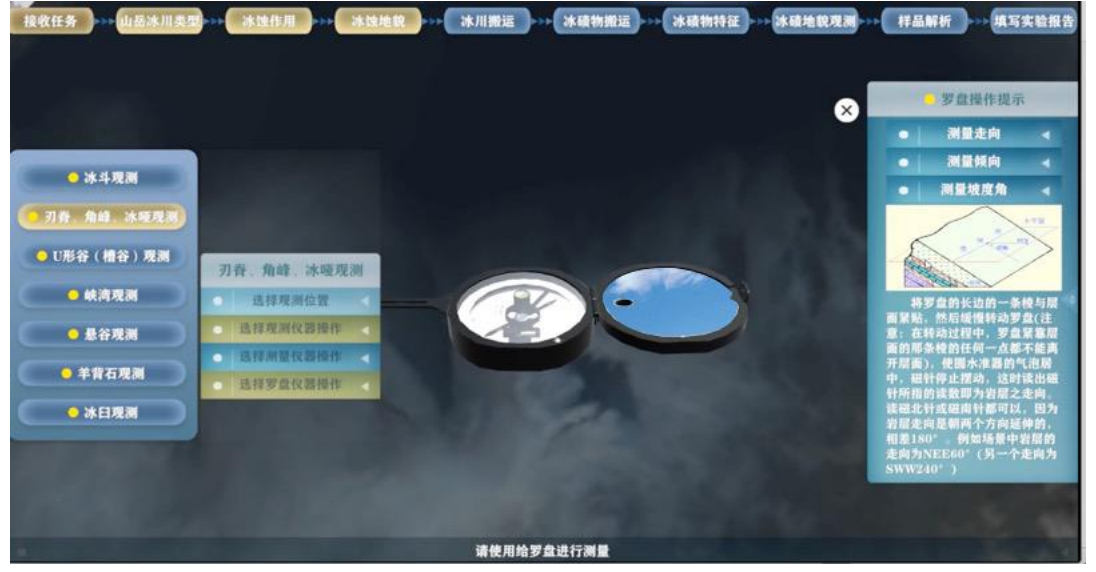 接收任务
山岳冰川类型
冰蚀作用
冰蚀地貌
冰川搬运
冰碛物搬运
冰碛物特征
冰碛地貌观测
样品解析
填写实验报告
冰斗观测
刃脊、角峰、冰哑观测
U形谷（槽谷）观测
峡湾观测
悬谷观测
羊背石观测
冰臼观测
刃脊、角峰、冰哑观测
选择观测位置
选择观测仪器操作
选择测量仪器操作
选择罗盘仪器操作
罗盘操作提示
测量走向
测量倾向
测量坡度角
将罗盘的长边的一条棱与层
面紧贴，然后缓慢转动罗盘(注
意：在转动过程中，罗盘紧靠层
面的那条棱的任何一点都不能离
开层面)，使圆水准器的气泡居
中，磁针停止摆动，这时读出磁
针所指的读数即为岩层之走向。
读磁北针或磁南针都可以，因为
岩层走向是朝两个方向延伸的，
相差180°。例如场景中岩层的
走向为NEE60°(另一个走向为
SWW240°)
请使用给罗盘进行测量